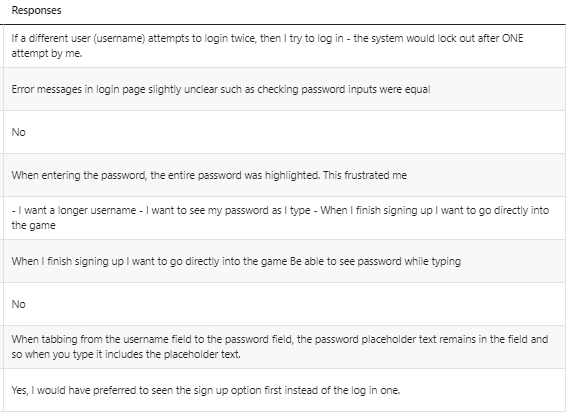 Responses
If a different user (username) attempts to login twice, then I try to log in - the system would lock out after ONE
attempt by me.
Error messages in login page slightly unclear such as checking password inputs were equal
No
When entering the password, the entire password was highlighted. This frustrated me
- I want a longer username - I want to see my password as I type - When I finish signing up I want to go directly into
the game
When I finish signing up I want to go directly into the game Be able to see password while typing
No
When tabbing from the username field to the password field, the password placeholder text remains in the field and
so when you type it includes the placeholder text.
Yes, I would have preferred to seen the sign up option first instead of the log in one.